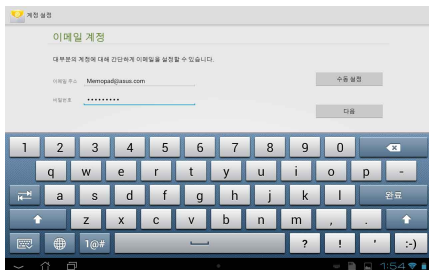 계정 설정
이메일 계정
대부분의 계정에 대해 간단하게 이메일을 설정할 수 있습니다.
이메일 주소 Memopad@asus.com 수동 설정
비밀번호 •••••••••
다음
1 2 3 4 5 6 7 8 9 0
q w e r t y u i o p -
a s d f g h j k l 완료
z x c v b n m , .
1@# ? ! ' :-)
1:54